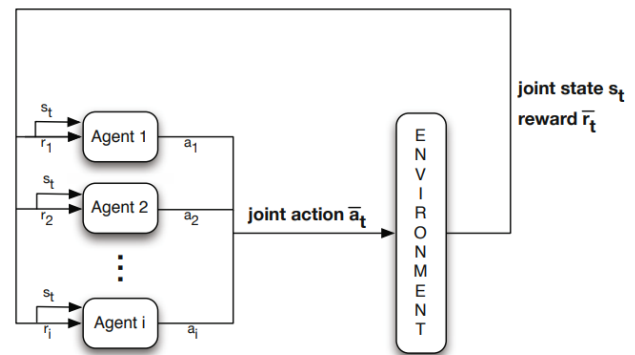 joint state s_t
reward r̅_t
s_t
r_1
Agent 1
a_1
s_t
r_2
Agent 2
a_2
joint action a̅_t
ENVIRONMENT
s_t
r_i
Agent i
a_i